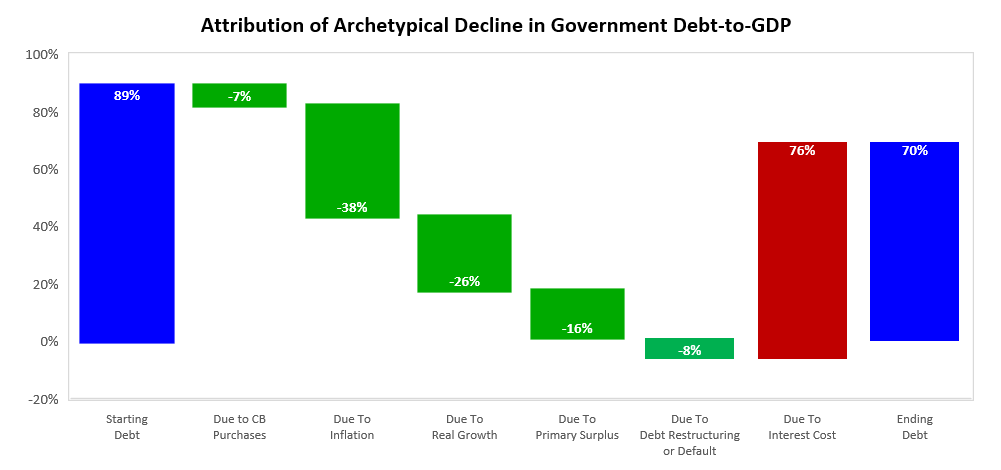 Attribution of Archetypical Decline in Government Debt-to-GDP
100%
80%
60%
40%
20%
0%
-20%
89%
-7%
-38%
-26%
-16%
-8%
76%
70%
Starting
Debt
Due to CB
Purchases
Due To
Inflation
Due To
Real Growth
Due To
Primary Surplus
Due To
Debt Restructuring
or Default
Due To
Interest Cost
Ending
Debt